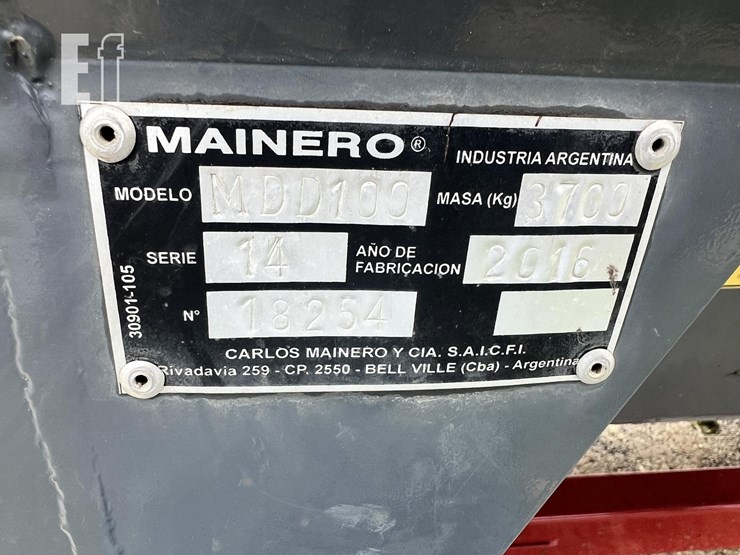 Ef
MAINERO®
INDUSTRIA ARGENTINA
MODELO MDD100 MASA (Kg) 3700
SERIE 14 AÑO DE FABRICACION 2016
N° 18254
30901-105
CARLOS MAINERO Y CIA. S.A.I.C.F.I.
Rivadavia 259 - CP. 2550 - BELL VILLE (Cba) - Argentina